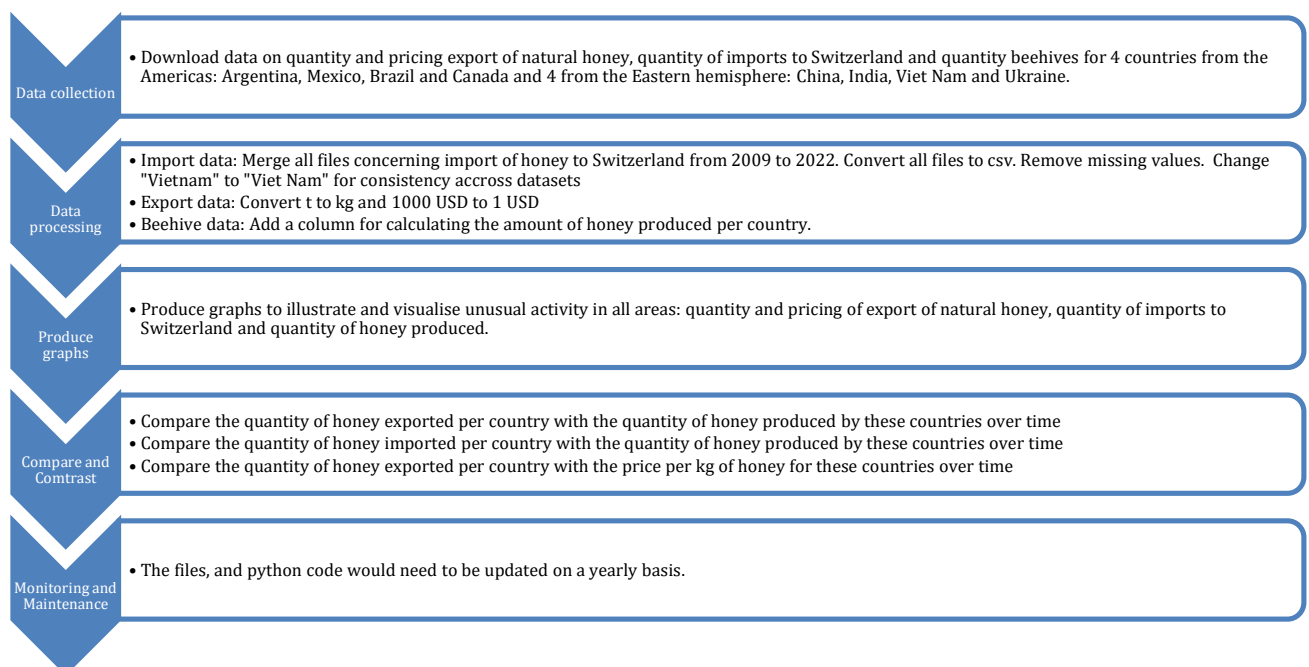 Data collection
• Download data on quantity and pricing export of natural honey, quantity of imports to Switzerland and quantity beehives for 4 countries from the
Americas: Argentina, Mexico, Brazil and Canada and 4 from the Eastern hemisphere: China, India, Viet Nam and Ukraine.
Data
processing
• Import data: Merge all files concerning import of honey to Switzerland from 2009 to 2022. Convert all files to csv. Remove missing values. Change
"Vietnam" to "Viet Nam" for consistency accross datasets
• Export data: Convert t to kg and 1000 USD to 1 USD
• Beehive data: Add a column for calculating the amount of honey produced per country.
Produce
graphs
• Produce graphs to illustrate and visualise unusual activity in all areas: quantity and pricing of export of natural honey, quantity of imports to
Switzerland and quantity of honey produced.
Compare and
Comtrast
• Compare the quantity of honey exported per country with the quantity of honey produced by these countries over time
• Compare the quantity of honey imported per country with the quantity of honey produced by these countries over time
• Compare the quantity of honey exported per country with the price per kg of honey for these countries over time
Monitoring and
Maintenance
• The files, and python code would need to be updated on a yearly basis.